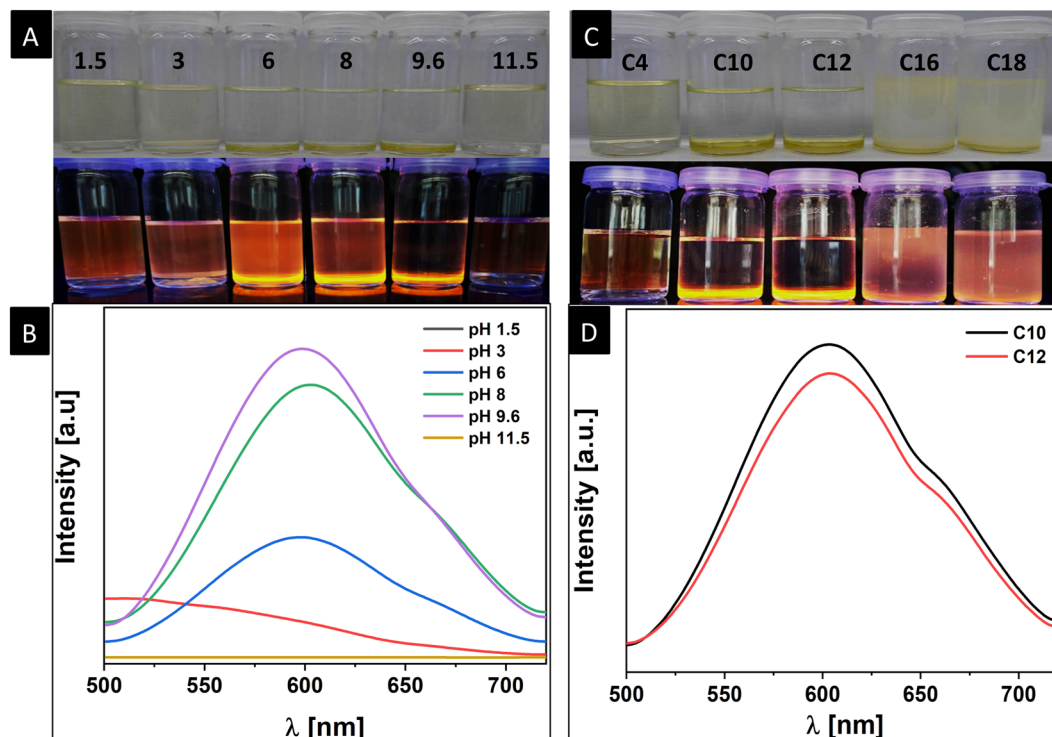 A
1.5 3 6 8 9.6 11.5
B
Intensity [a.u]
pH 1.5
pH 3
pH 6
pH 8
pH 9.6
pH 11.5
500 550 600 650 700
λ [nm]
C
C4 C10 C12 C16 C18
D
Intensity [a.u.]
C10
C12
500 550 600 650 700
λ [nm]